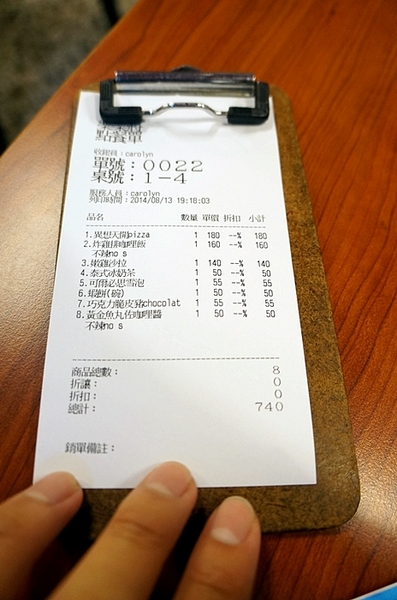 點餐單
收銀員：carolyn
單號：0022
桌號：1-4
服務人員：carolyn
列印時間：2014/08/13 19:18:03
品名 數量 單價 折扣 小計
1.異想天開pizza 1 180 --% 180
2.炸雞排咖哩飯 1 160 --% 160
不辣no s
3.嫩雞沙拉 1 140 --% 140
4.泰式冰奶茶 1 50 --% 50
5.可爾必思雪泡 1 55 --% 55
6. 1 50 --% 50
7.巧克力脆皮豬chocolat 1 55 --% 55
8.黃金魚丸佐咖哩醬 1 50 --% 50
不辣no s
商品總數： 8
折讓： 0
折扣： 0
總計： 740
銷單備註：